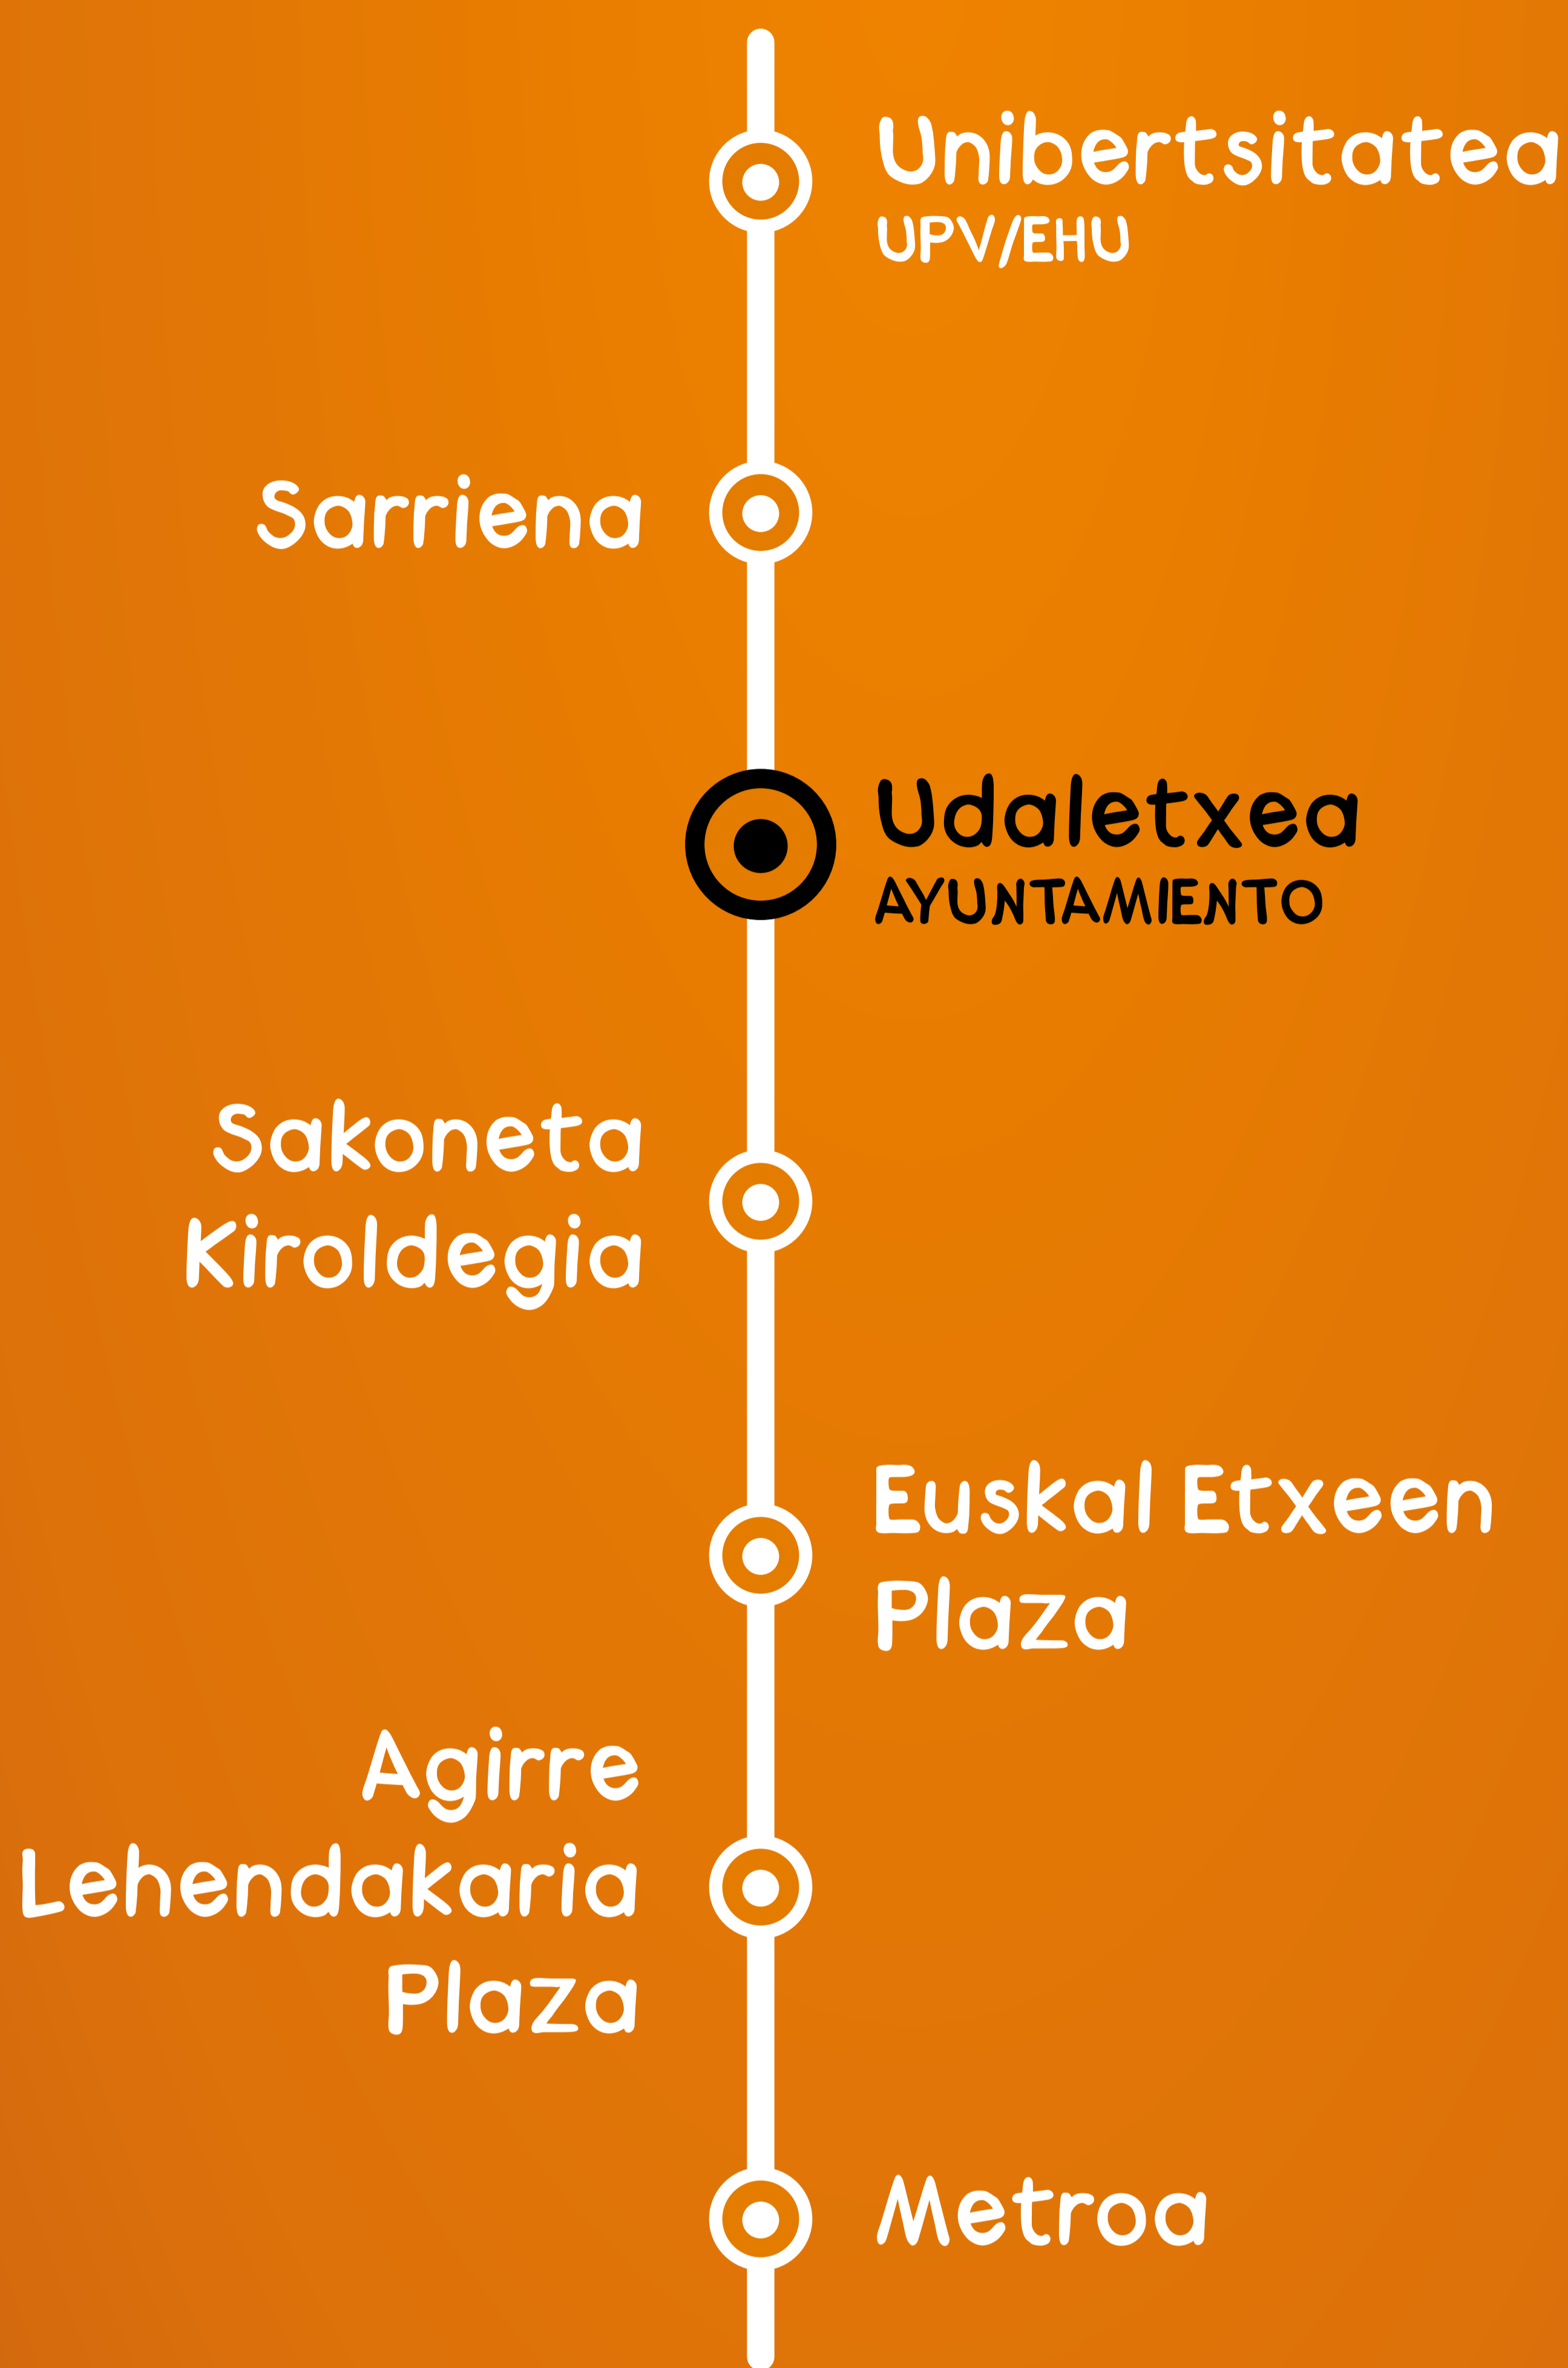 Unibertsitatea
UPV/EHU
Sarriena
Udaletxea
AYUNTAMIENTO
Sakoneta
Kiroldegia
Euskal Etxeen
Plaza
Agirre
Lehendakaria
Plaza
Metroa